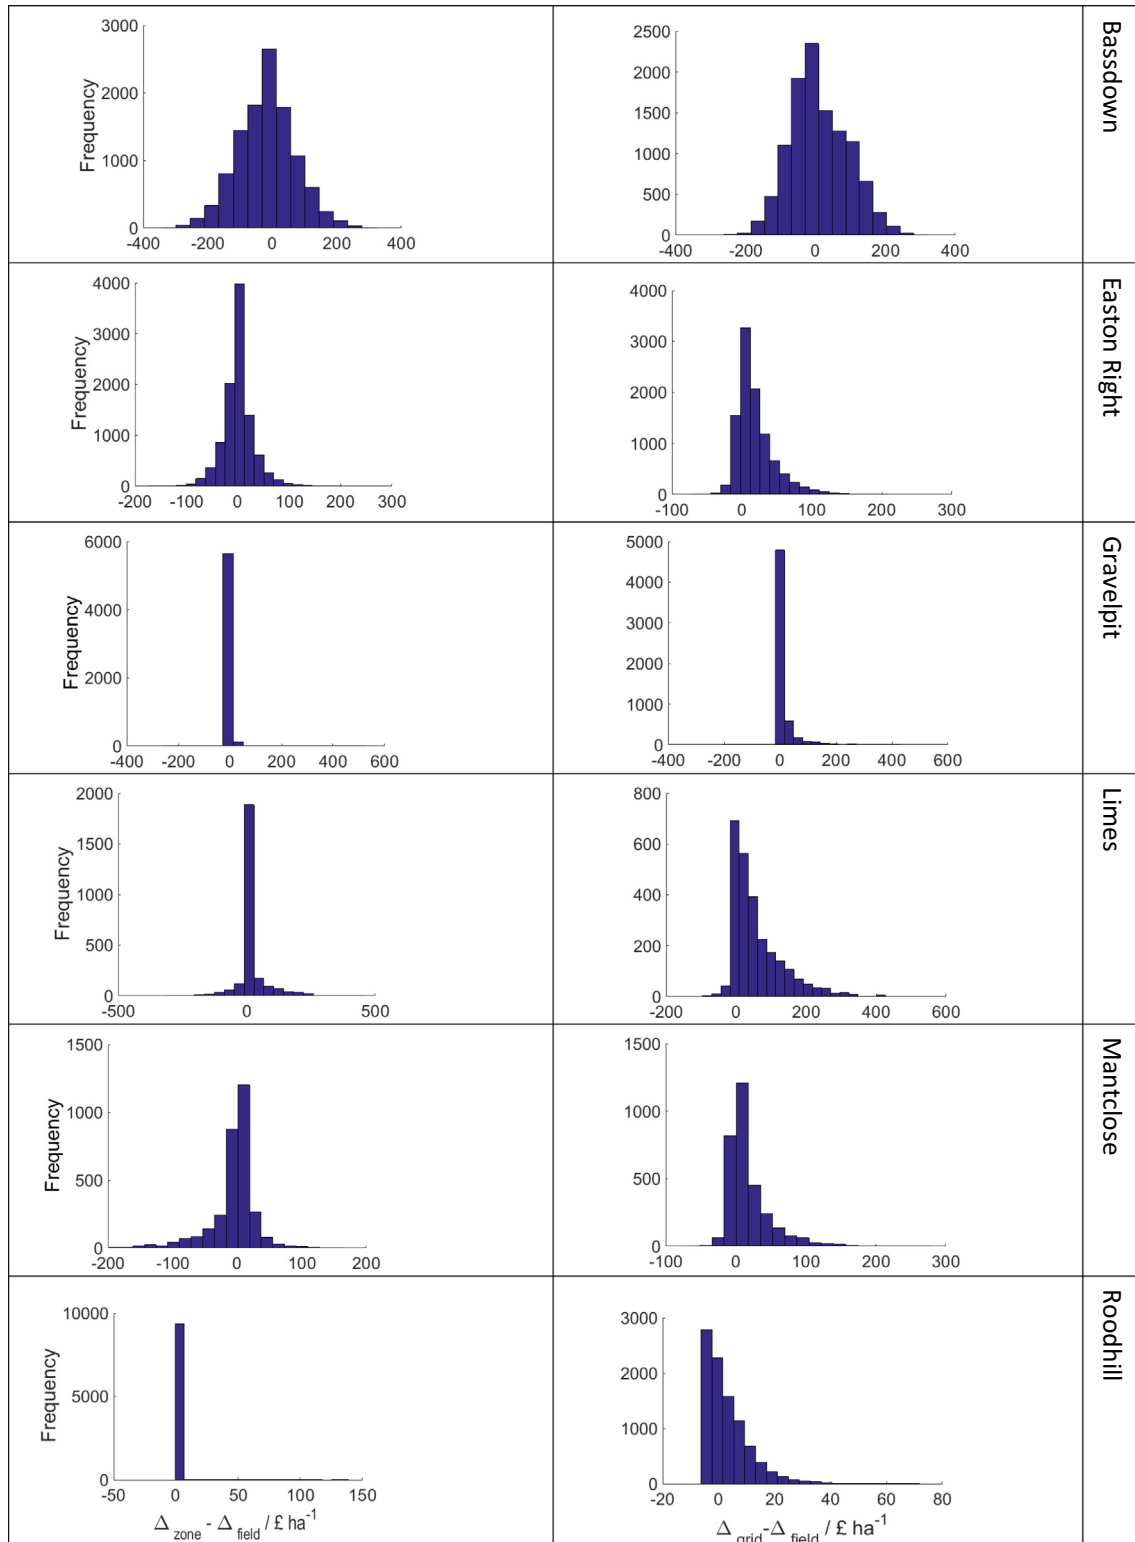 3000
2000
1000
0
Frequency
-400 -200 0 200 400
2500
2000
1500
1000
500
0
-400 -200 0 200 400
Bassdown
4000
3000
2000
1000
0
Frequency
-200 -100 0 100 200 300
4000
3000
2000
1000
0
-100 0 100 200 300
Easton Right
6000
4000
2000
0
Frequency
-400 -200 0 200 400 600
5000
4000
3000
2000
1000
0
-400 -200 0 200 400 600
Gravelpit
2000
1500
1000
500
0
Frequency
-500 0 500
800
600
400
200
0
-200 0 200 400 600
Limes
1500
1000
500
0
Frequency
-200 -100 0 100 200
1500
1000
500
0
-100 0 100 200 300
Mantclose
10000
5000
0
Frequency
-50 0 50 100 150
Δ zone - Δ field / £ ha-1
3000
2000
1000
0
-20 0 20 40 60 80
Δ grid-Δ field / £ ha-1
Roodhill